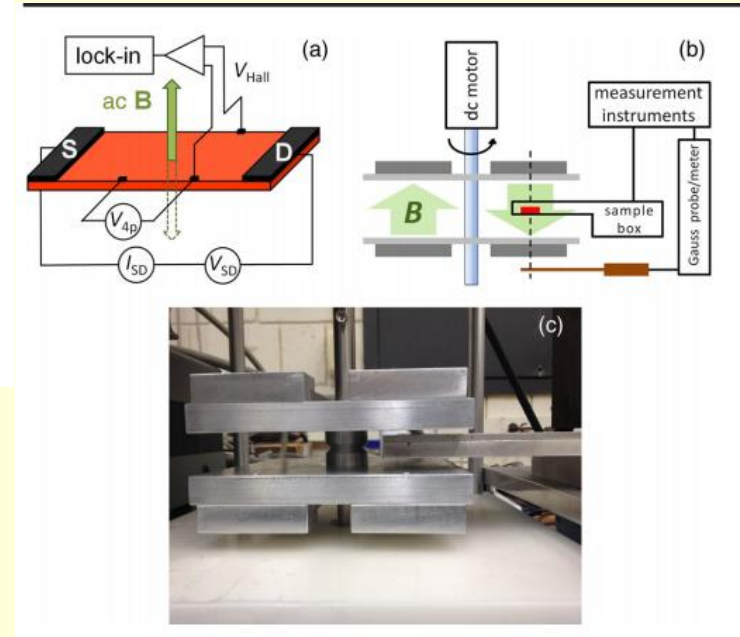 (a)
lock-in
V_Hall
ac B
S
D
V_4p
I_SD
V_SD
(b)
dc motor
measurement
instruments
B
sample
box
Gauss probe/meter
(c)